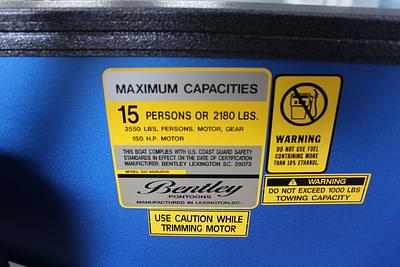 MAXIMUM CAPACITIES
15 PERSONS OR 2180 LBS.
2550 LBS, PERSONS, MOTOR, GEAR
150 H.P. MOTOR
THIS BOAT COMPLIES WITH U.S. COAST GUARD SAFETY
STANDARDS IN EFFECT ON THE DATE OF CERTIFICATION
MANUFACTURER: BENTLEY LEXINGTON SC. 29073
MODEL: 243 NAVIGATOR
Bentley
PONTOONS
MANUFACTURED IN LEXINGTON, SC.
WARNING
DO NOT USE FUEL
CONTAINING MORE
THAN 10% ETHANOL.
WARNING
DO NOT EXCEED 1000 LBS
TOWING CAPACITY
USE CAUTION WHILE
TRIMMING MOTOR